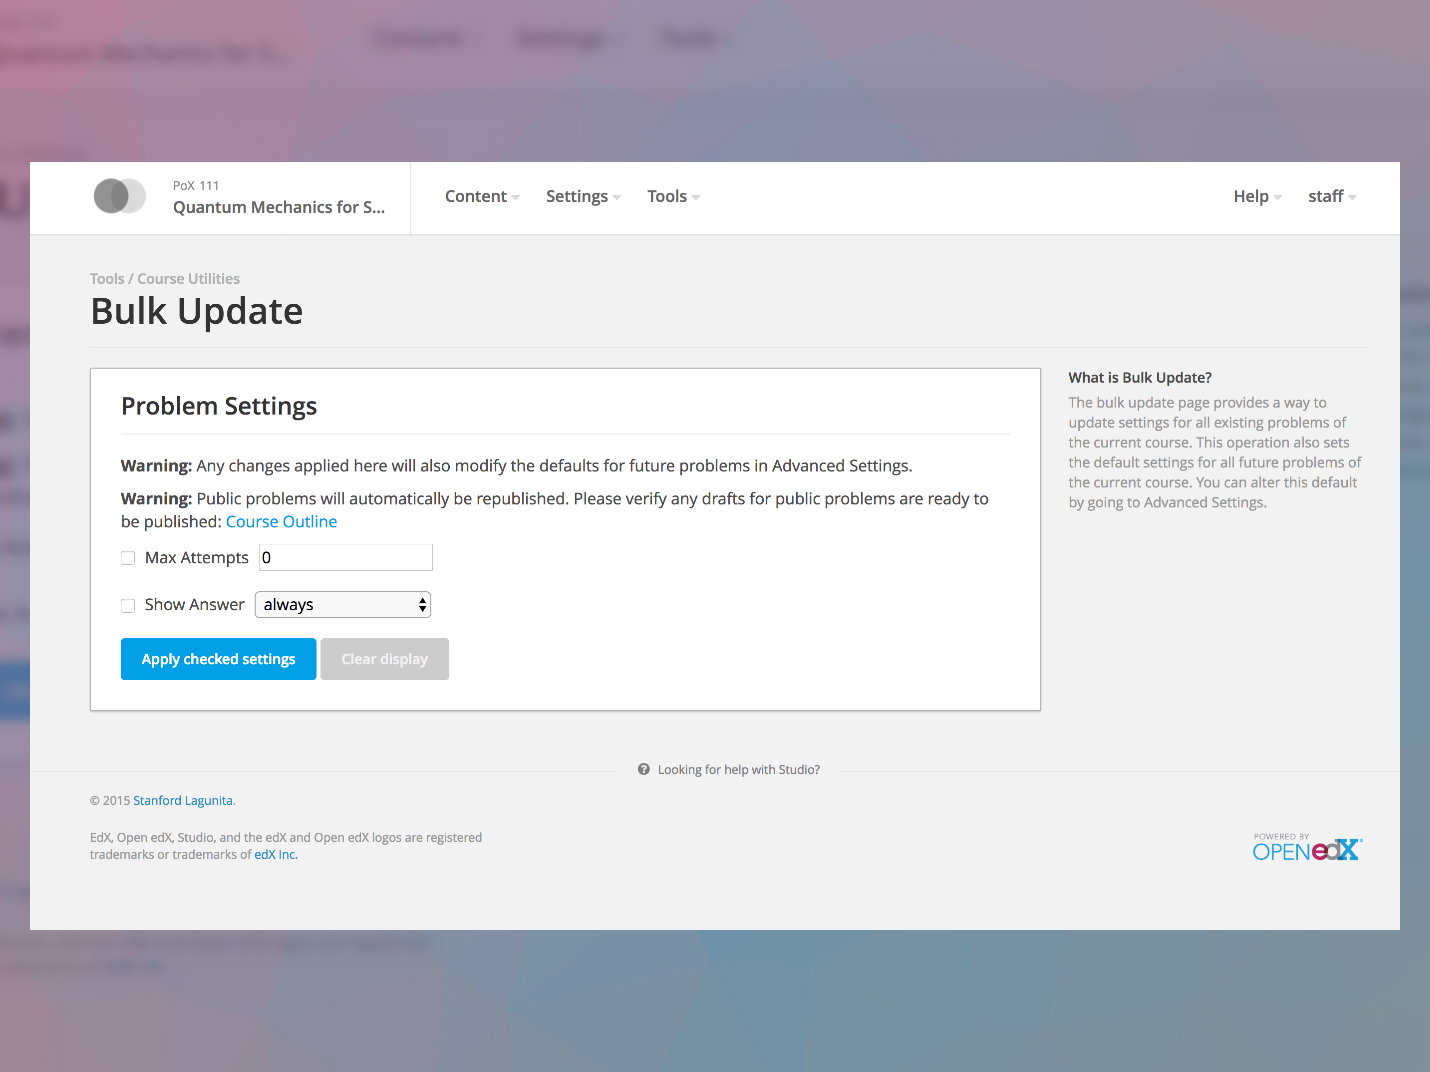 PoX 111
Quantum Mechanics for S...
Content
Settings
Tools
Help
staff
Tools / Course Utilities
Bulk Update
Problem Settings
Warning: Any changes applied here will also modify the defaults for future problems in Advanced Settings.
Warning: Public problems will automatically be republished. Please verify any drafts for public problems are ready to
be published: Course Outline
Max Attempts 0
Show Answer always
Apply checked settings
Clear display
What is Bulk Update?
The bulk update page provides a way to
update settings for all existing problems of
the current course. This operation also sets
the default settings for all future problems of
the current course. You can alter this default
by going to Advanced Settings.
Looking for help with Studio?
© 2015 Stanford Lagunita.
EdX, Open edX, Studio, and the edX and Open edX logos are registered
trademarks or trademarks of edX Inc.
POWERED BY
OPEN edX